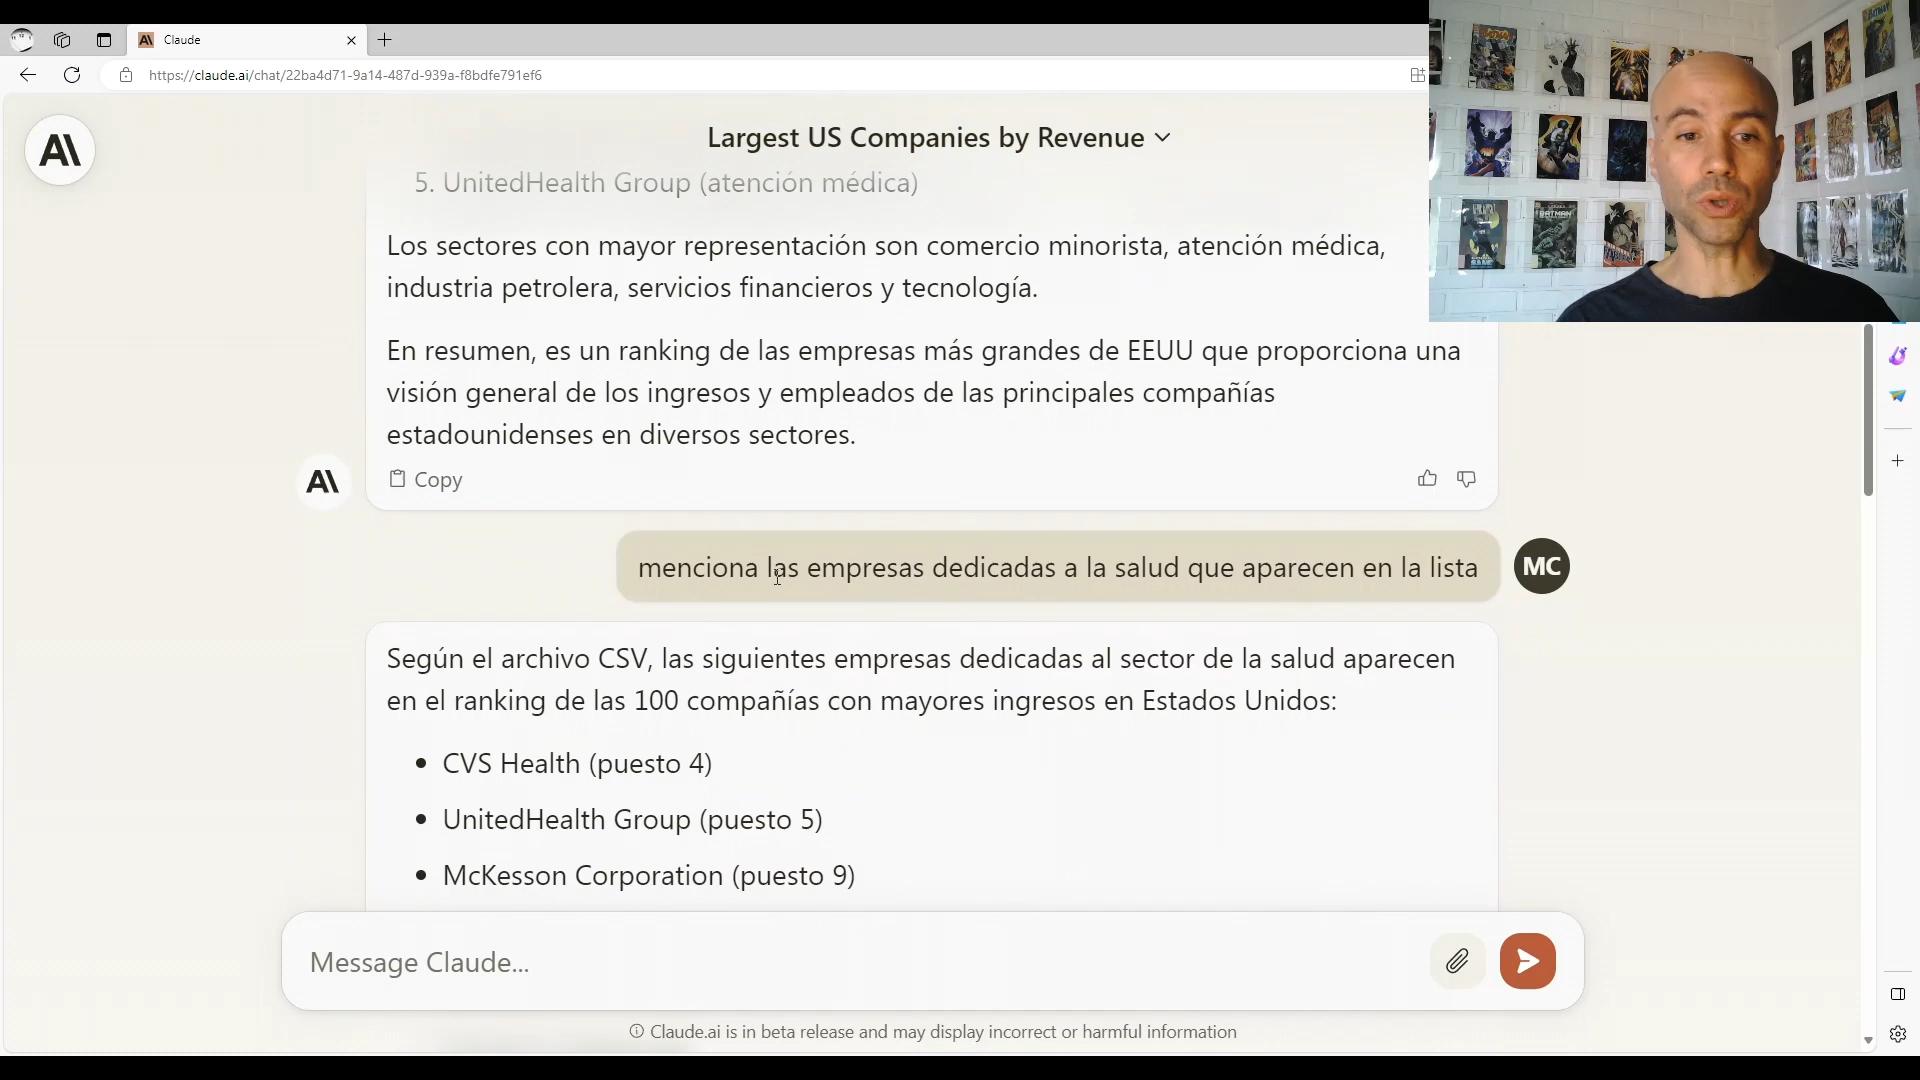 Claude
https://claude.ai/chat/22ba4d71-9a14-487d-939a-f8bdfe791ef6
Largest US Companies by Revenue
5. UnitedHealth Group (atención médica)
Los sectores con mayor representación son comercio minorista, atención médica,
industria petrolera, servicios financieros y tecnología.
En resumen, es un ranking de las empresas más grandes de EEUU que proporciona una
visión general de los ingresos y empleados de las principales compañías
estadounidenses en diversos sectores.
Copy
menciona las empresas dedicadas a la salud que aparecen en la lista
MC
Según el archivo CSV, las siguientes empresas dedicadas al sector de la salud aparecen
en el ranking de las 100 compañías con mayores ingresos en Estados Unidos:
• CVS Health (puesto 4)
• UnitedHealth Group (puesto 5)
• McKesson Corporation (puesto 9)
Message Claude...
Claude.ai is in beta release and may display incorrect or harmful information